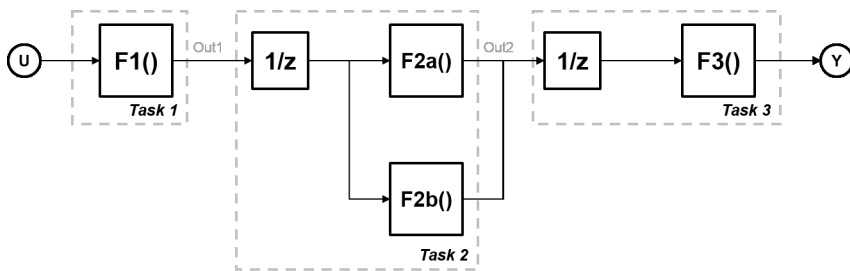 U
F1()
Task 1
Out1
1/z
F2a()
F2b()
Task 2
Out2
1/z
F3()
Task 3
Y